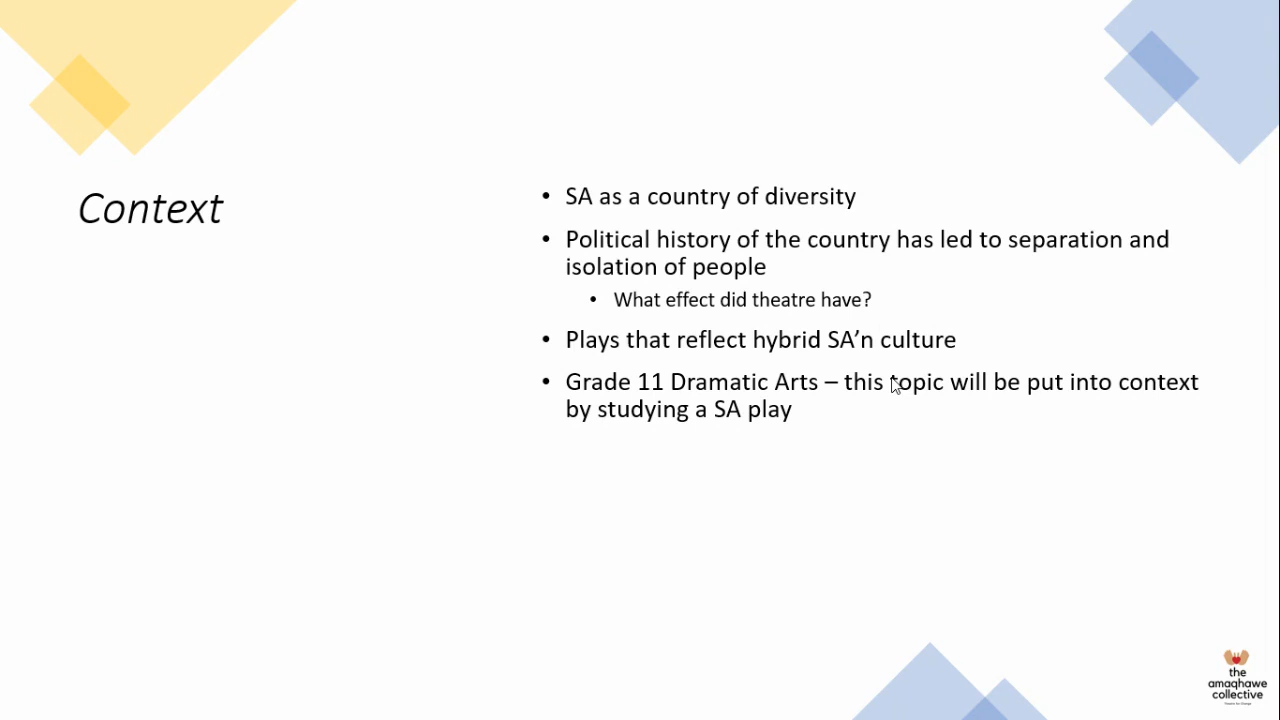 Context
• SA as a country of diversity
• Political history of the country has led to separation and
isolation of people
• What effect did theatre have?
• Plays that reflect hybrid SA’n culture
• Grade 11 Dramatic Arts – this topic will be put into context
by studying a SA play
the
amaqhawe
collective